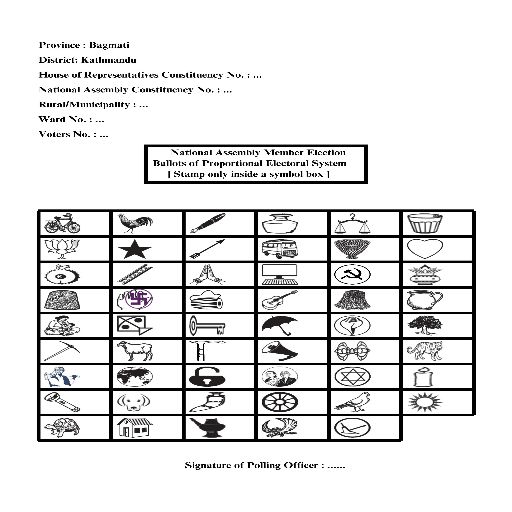 Province : Bagmati
District: Kathmandu
House of Representatives Constituency No. : ...
National Assembly Constituency No. : ...
Rural/Municipality : ...
Ward No. : ...
Voters No. : ...
National Assembly Member Election
Ballots of Proportional Electoral System
[ Stamp only inside a symbol box ]
Signature of Polling Officer : ......